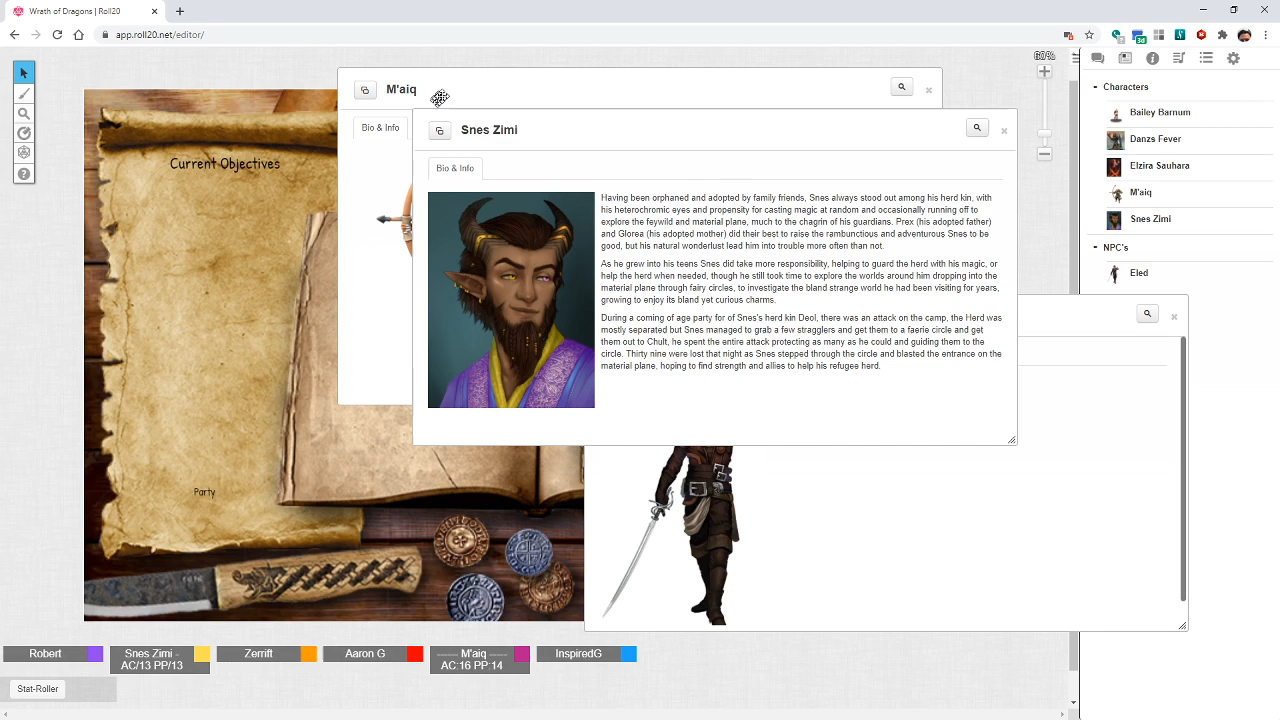 Wrath of Dragons | Roll20
app.roll20.net/editor/
60%
Current Objectives
Party
M'aiq
Bio & Info
Snes Zimi
Bio & Info
Having been orphaned and adopted by family friends, Snes always stood out among his herd kin, with
his heterochromic eyes and propensity for casting magic at random and occasionally running off to
explore the feywild and material plane, much to the chagrin of his guardians. Prex (his adopted father)
and Glorea (his adopted mother) did their best to raise the rambunctious and adventurous Snes to be
good, but his natural wonderlust lead him into trouble more often than not.
As he grew into his teens Snes did take more responsibility, helping to guard the herd with his magic, or
help the herd when needed, though he still took time to explore the worlds around him dropping into the
material plane through fairy circles, to investigate the bland strange world he had been visiting for years,
growing to enjoy its bland yet curious charms.
During a coming of age party for of Snes's herd kin Deol, there was an attack on the camp, the Herd was
mostly separated but Snes managed to grab a few stragglers and get them to a faerie circle and get
them out to Chult, he spent the entire attack protecting as many as he could and guiding them to the
circle. Thirty nine were lost that night as Snes stepped through the circle and blasted the entrance on the
material plane, hoping to find strength and allies to help his refugee herd.
Characters
Bailey Barnum
Danzs Fever
Elzira Sauhara
M'aiq
Snes Zimi
NPC's
Eled
Robert
Snes Zimi -
AC/13 PP/13
Zerrift
Aaron G
------ M'aiq ------
AC:16 PP:14
InspiredG
Stat-Roller